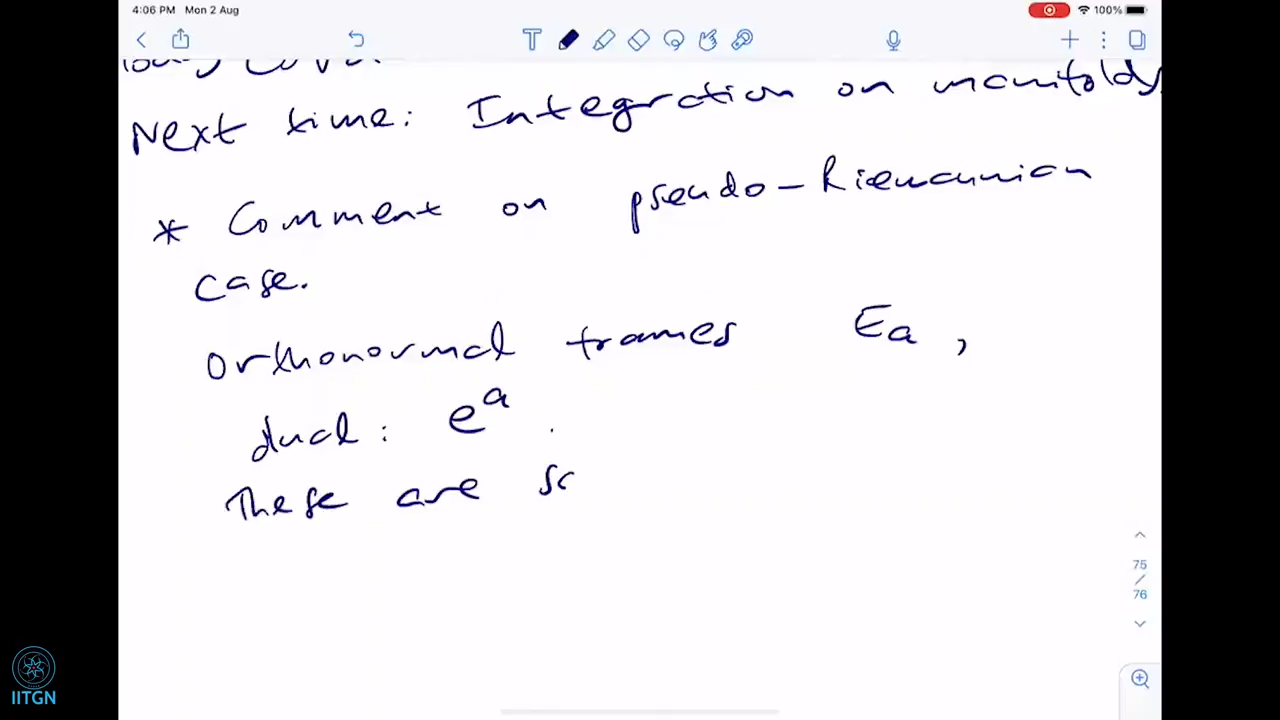 4:06 PM Mon 2 Aug
100%
Next time: Integration on manifolds
* Comment on pseudo-Riemannian
case.
Orthonormal frames Ea ,
dual : e^a .
These are so
75
/
76
IITGN